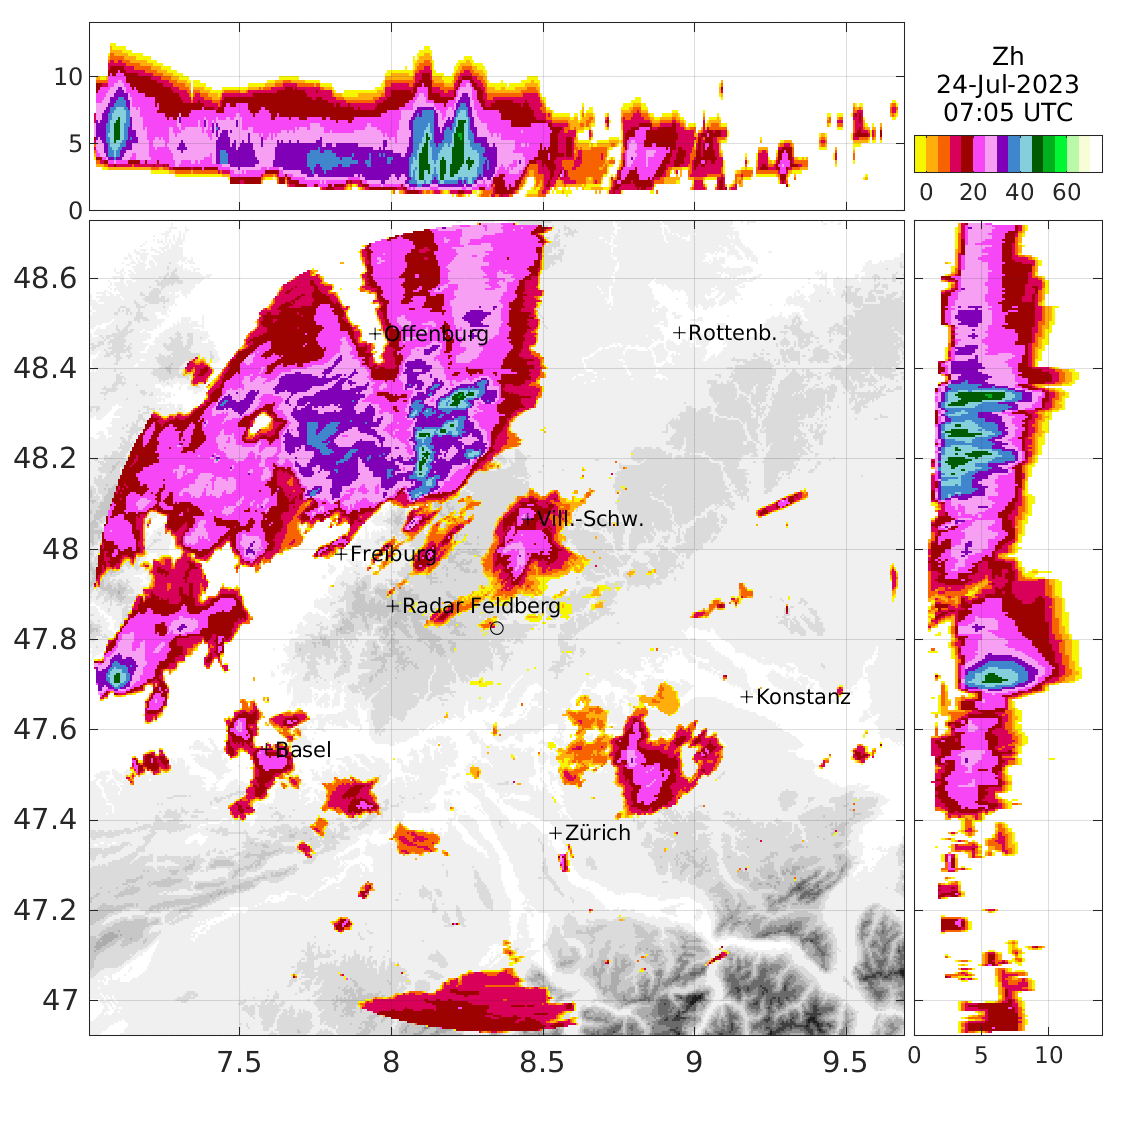 10
5
0
Zh
24-Jul-2023
07:05 UTC
0 20 40 60
48.6
48.4
48.2
48
47.8
47.6
47.4
47.2
47
+Offenburg
+Rottenb.
+Vill.-Schw.
+Freiburg
+Radar Feldberg
+Konstanz
+Basel
+Zürich
7.5 8 8.5 9 9.5
0 5 10